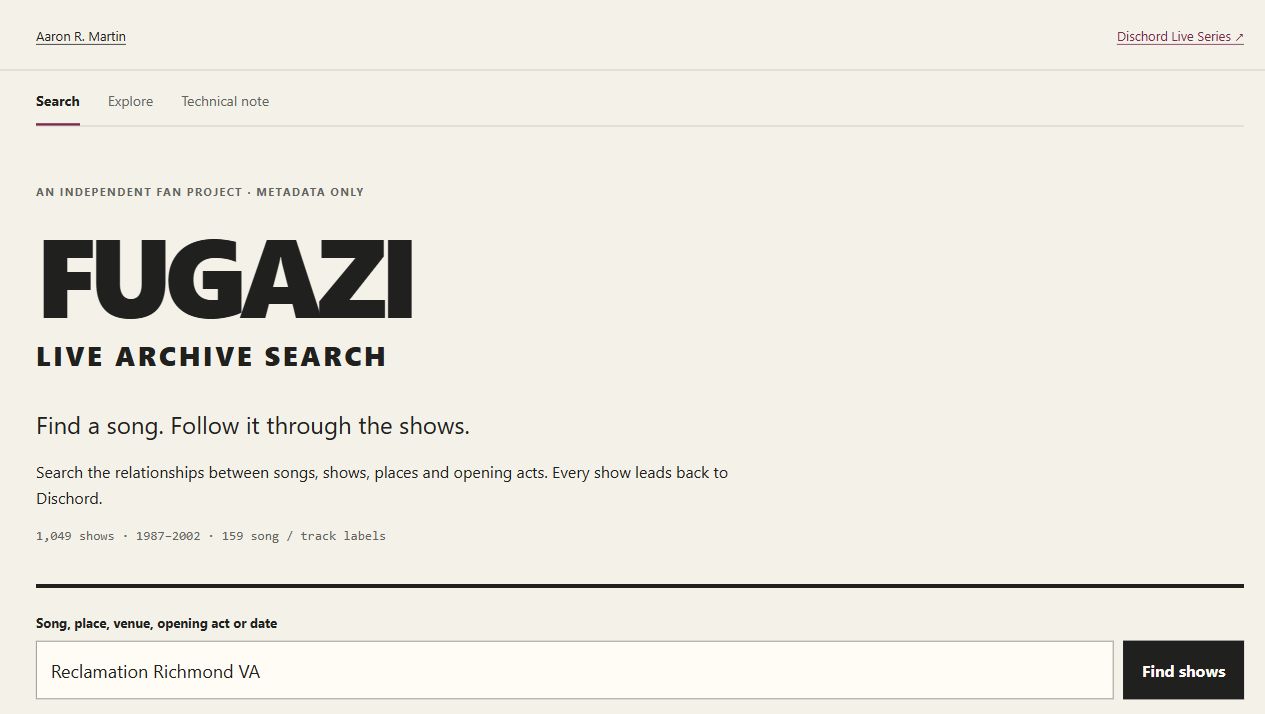 Aaron R. Martin
Dischord Live Series ↗
Search
Explore
Technical note
AN INDEPENDENT FAN PROJECT · METADATA ONLY
FUGAZI
LIVE ARCHIVE SEARCH
Find a song. Follow it through the shows.
Search the relationships between songs, shows, places and opening acts. Every show leads back to
Dischord.
1,049 shows · 1987–2002 · 159 song / track labels
Song, place, venue, opening act or date
Reclamation Richmond VA
Find shows